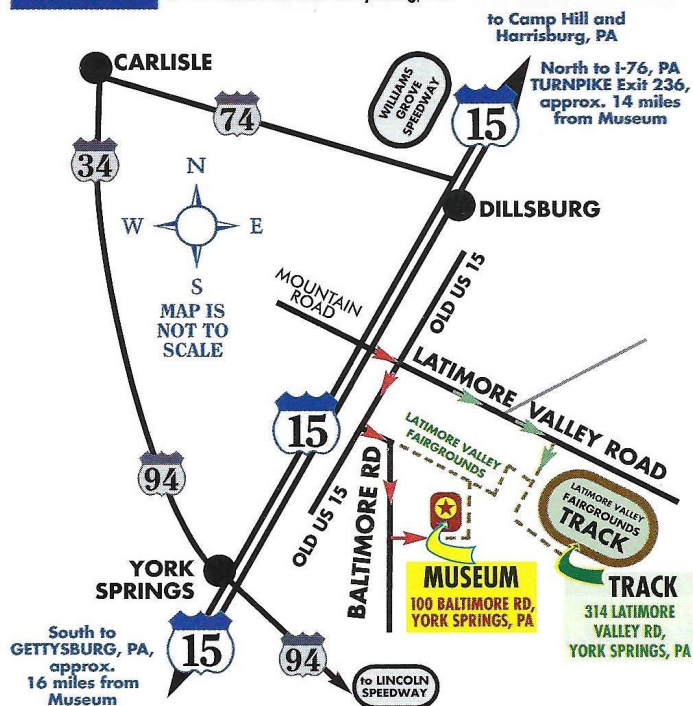 to Camp Hill and
Harrisburg, PA
North to I-76, PA
TURNPIKE Exit 236,
approx. 14 miles
from Museum
CARLISLE
WILLIAMS
GROVE
SPEEDWAY
15
74
34
DILLSBURG
N
W
E
S
MAP IS
NOT TO
SCALE
MOUNTAIN
ROAD
OLD US 15
LATIMORE VALLEY ROAD
15
LATIMORE VALLEY
FAIRGROUNDS
94
OLD US 15
BALTIMORE RD
LATIMORE VALLEY
FAIRGROUNDS
TRACK
YORK
SPRINGS
MUSEUM
100 BALTIMORE RD,
YORK SPRINGS, PA
TRACK
314 LATIMORE
VALLEY RD,
YORK SPRINGS, PA
South to
GETTYSBURG, PA,
approx.
16 miles from
Museum
15
94
to LINCOLN
SPEEDWAY